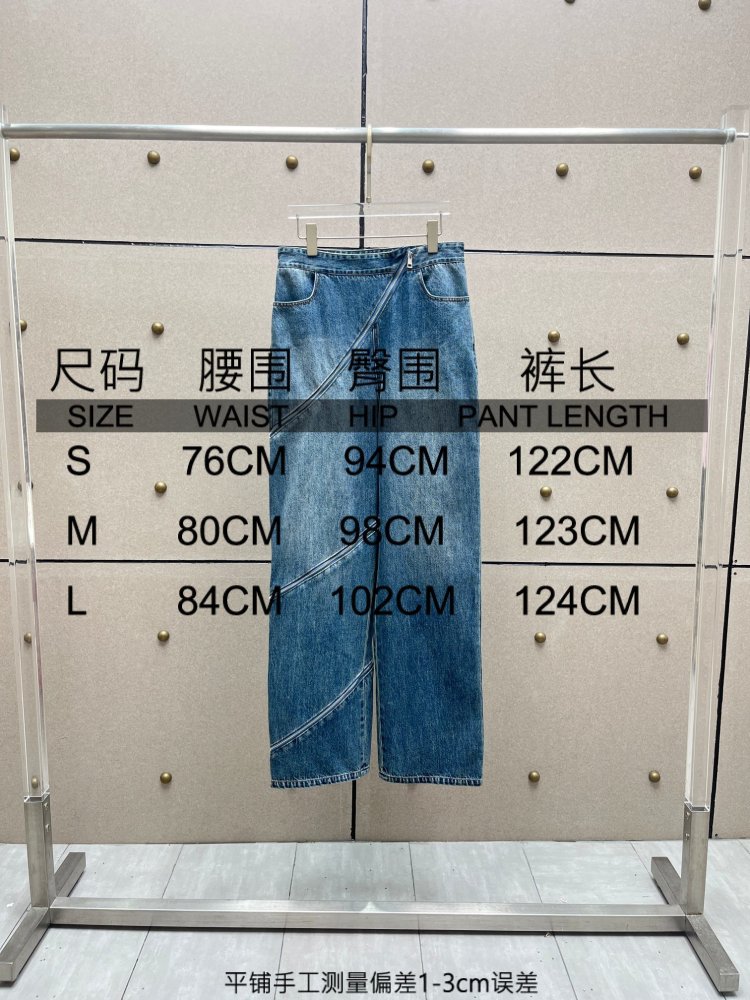 尺码 腰围 臀围 裤长
SIZE WAIST HIP PANT LENGTH
S 76CM 94CM 122CM
M 80CM 98CM 123CM
L 84CM 102CM 124CM
平铺手工测量偏差1-3cm误差